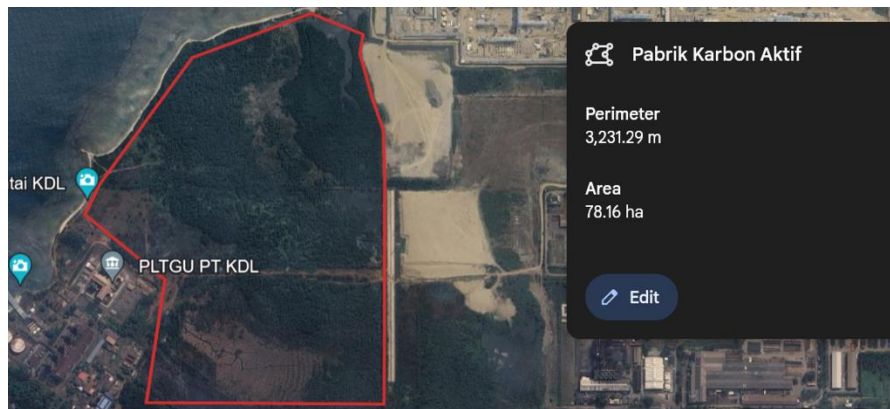 Pabrik Karbon Aktif
Perimeter
3,231.29 m
Area
78.16 ha
Edit
tai KDL
PLTGU PT KDL